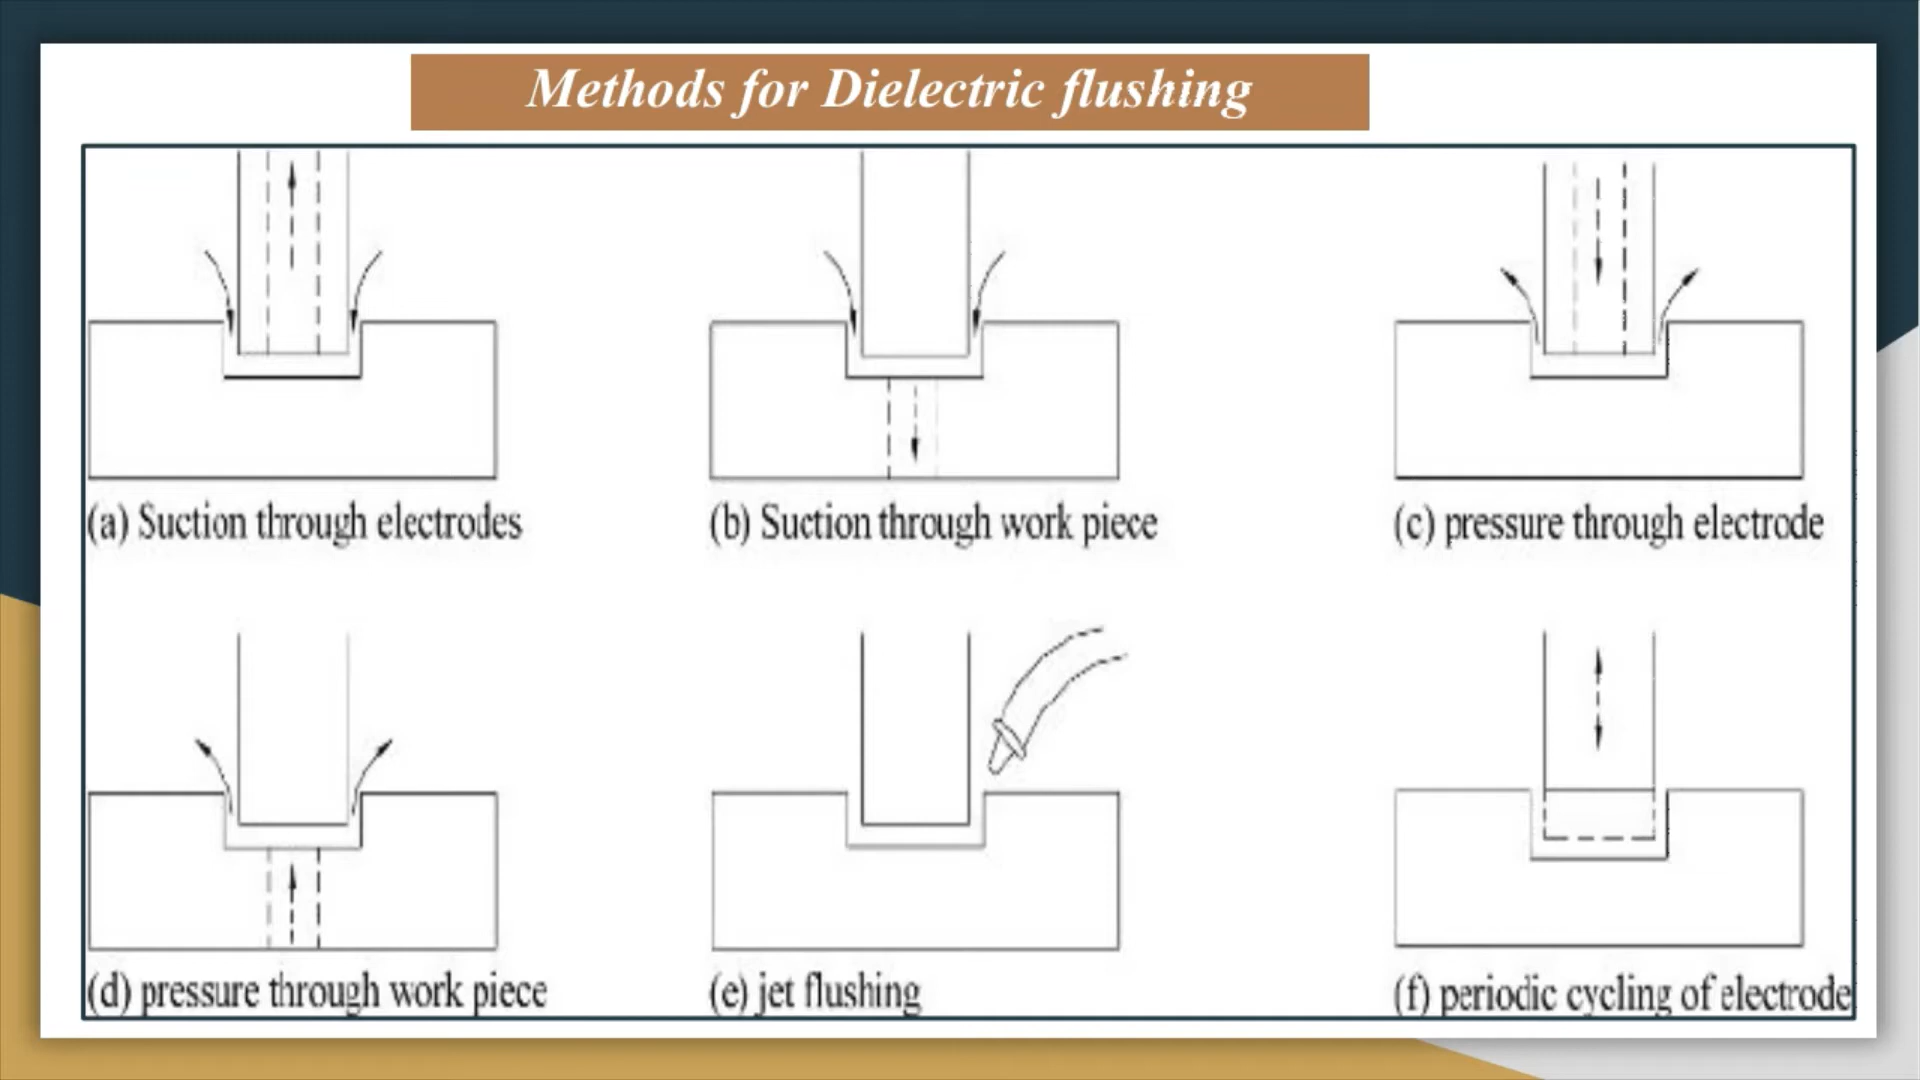 Methods for Dielectric flushing
(a) Suction through electrodes
(b) Suction through work piece
(c) pressure through electrode
(d) pressure through work piece
(e) jet flushing
(f) periodic cycling of electrode